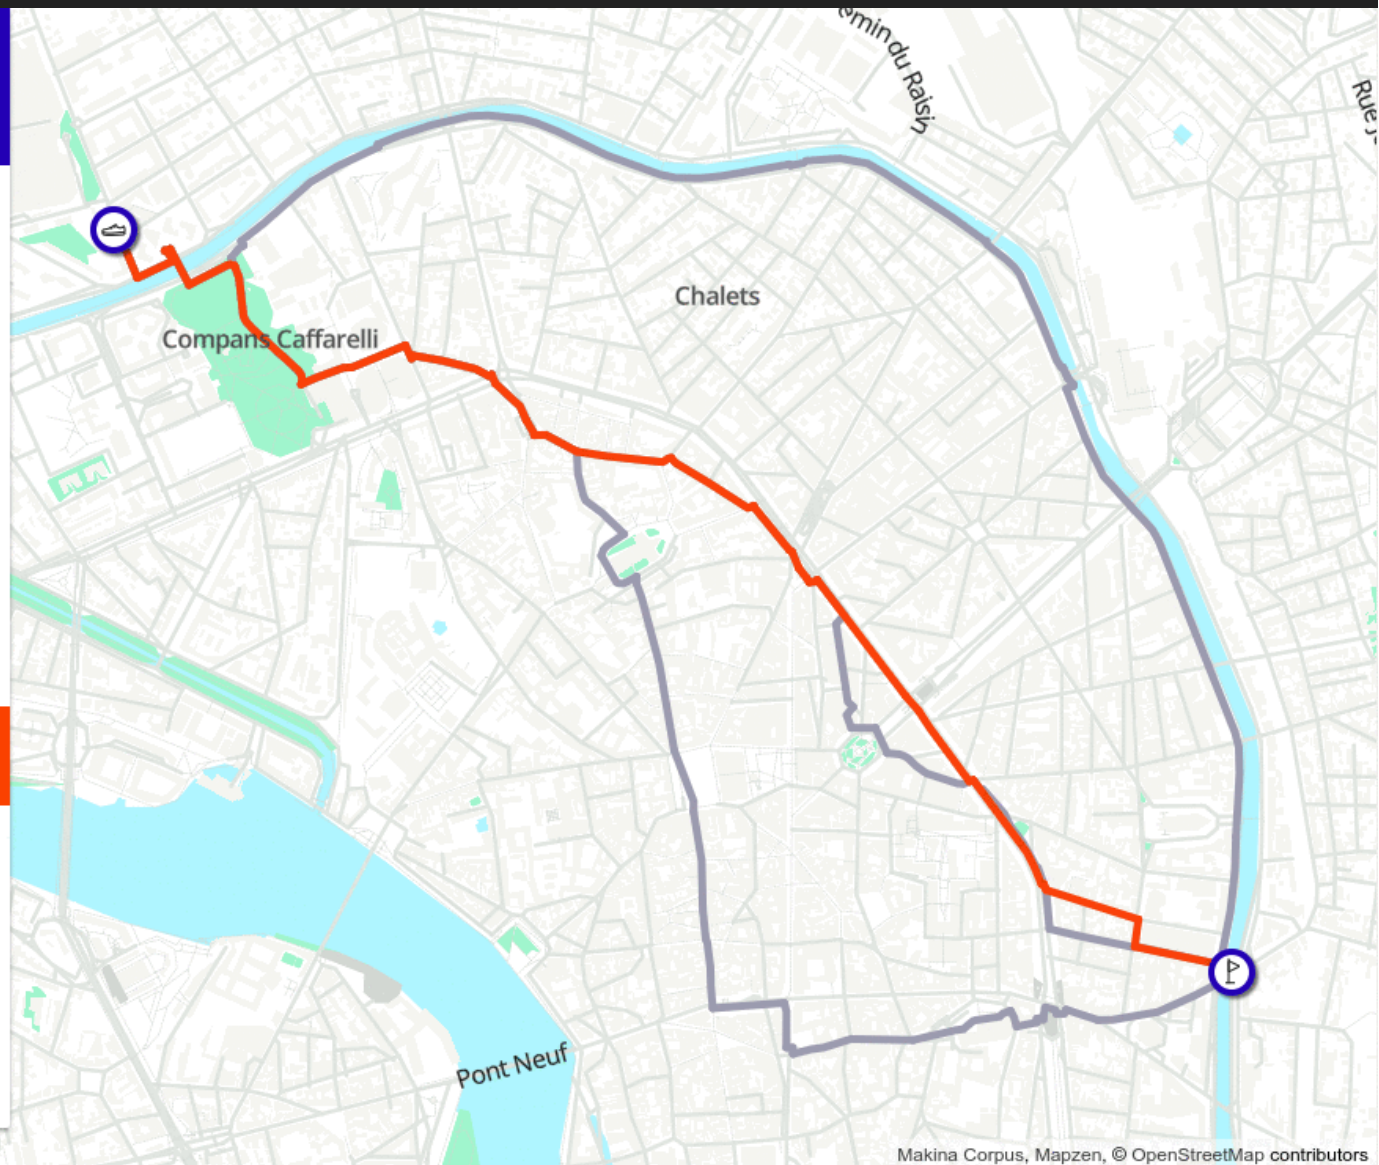 emin du Raisin
Rue J
Chalets
Compans Caffarelli
Pont Neuf
Makina Corpus, Mapzen, © OpenStreetMap contributors